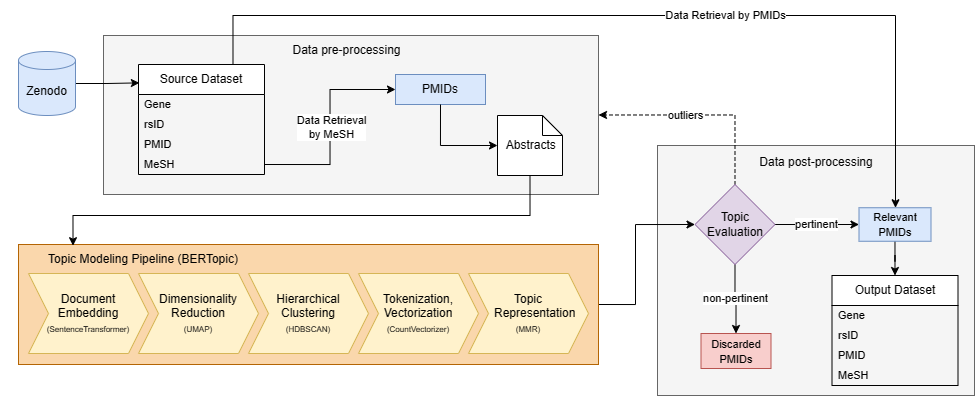 Data Retrieval by PMIDs
Data pre-processing
Zenodo
Source Dataset
Gene
rsID
PMID
MeSH
Data Retrieval
by MeSH
PMIDs
Abstracts
outliers
Data post-processing
Topic
Evaluation
pertinent
Relevant
PMIDs
non-pertinent
Discarded
PMIDs
Output Dataset
Gene
rsID
PMID
MeSH
Topic Modeling Pipeline (BERTopic)
Document
Embedding
(SentenceTransformer)
Dimensionality
Reduction
(UMAP)
Hierarchical
Clustering
(HDBSCAN)
Tokenization,
Vectorization
(CountVectorizer)
Topic
Representation
(MMR)